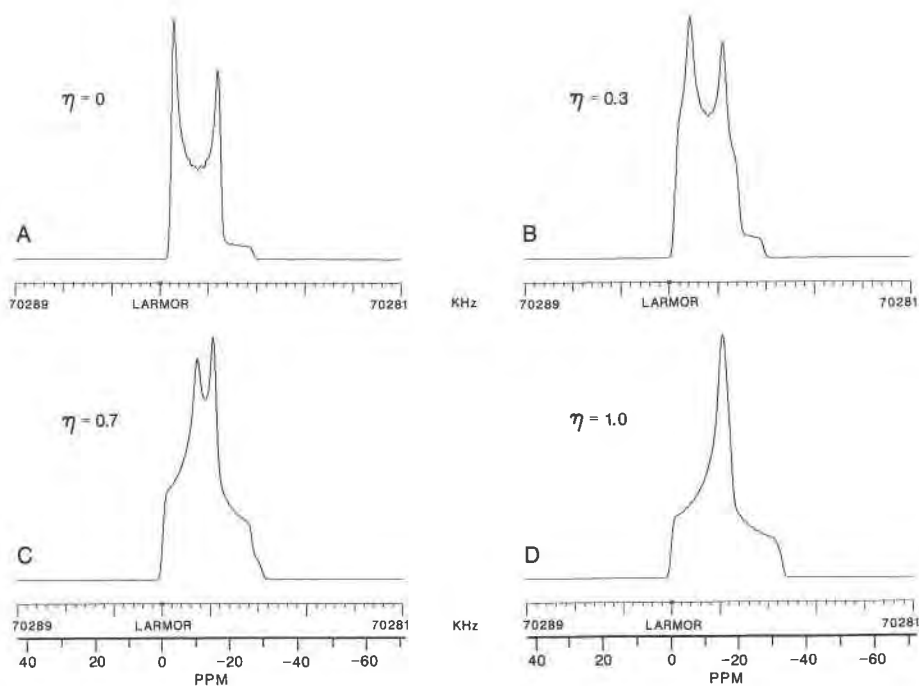 η = 0
A
70289 LARMOR 70281
η = 0.3
B
70289 LARMOR 70281
KHz
η = 0.7
C
70289 LARMOR 70281
40 20 0 -20 -40 -60
PPM
η = 1.0
D
70289 LARMOR 70281
40 20 0 -20 -40 -60
PPM
KHz